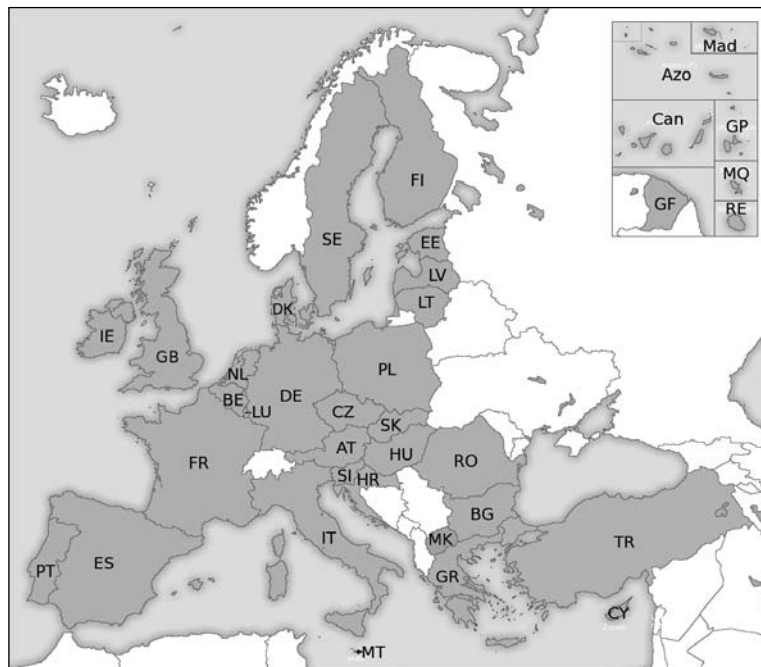 Mad
Azo
Can
GP
MQ
GF
RE
FI
SE
EE
LV
LT
DK
IE
GB
NL
PL
BE
DE
LU
CZ
SK
AT
HU
FR
RO
SI
HR
BG
IT
MK
TR
PT
ES
GR
CY
MT